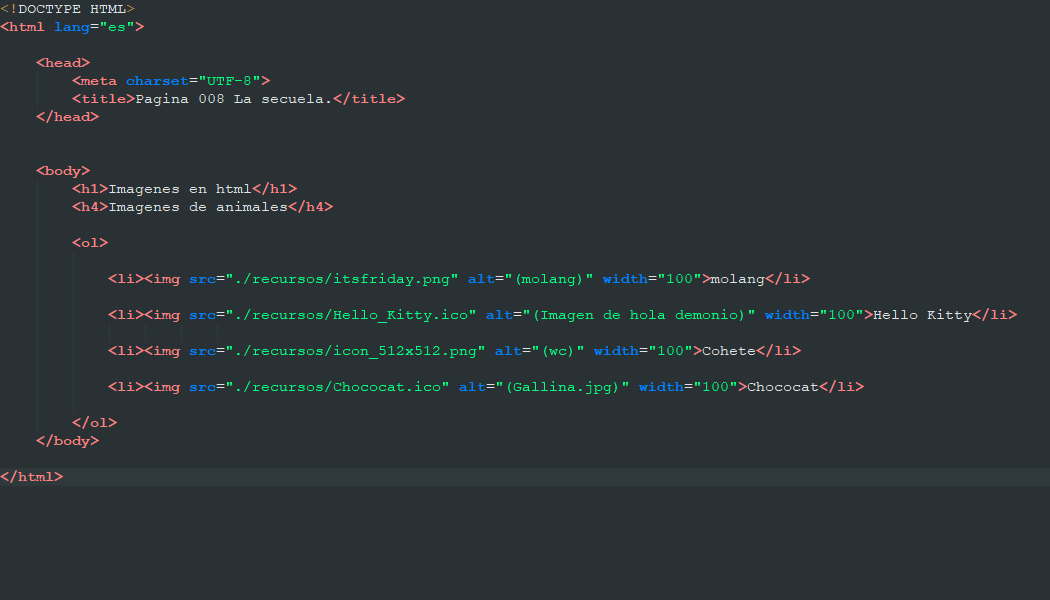 <!DOCTYPE HTML>
<html lang="es">
<head>
<meta charset="UTF-8">
<title>Pagina 008 La secuela.</title>
</head>
<body>
<h1>Imagenes en html</h1>
<h4>Imagenes de animales</h4>
<ol>
<li><img src="./recursos/itsfriday.png" alt="(molang)" width="100">molang</li>
<li><img src="./recursos/Hello_Kitty.ico" alt="(Imagen de hola demonio)" width="100">Hello Kitty</li>
<li><img src="./recursos/icon_512x512.png" alt="(wc)" width="100">Cohete</li>
<li><img src="./recursos/Chococat.ico" alt="(Gallina.jpg)" width="100">Chococat</li>
</ol>
</body>
</html>